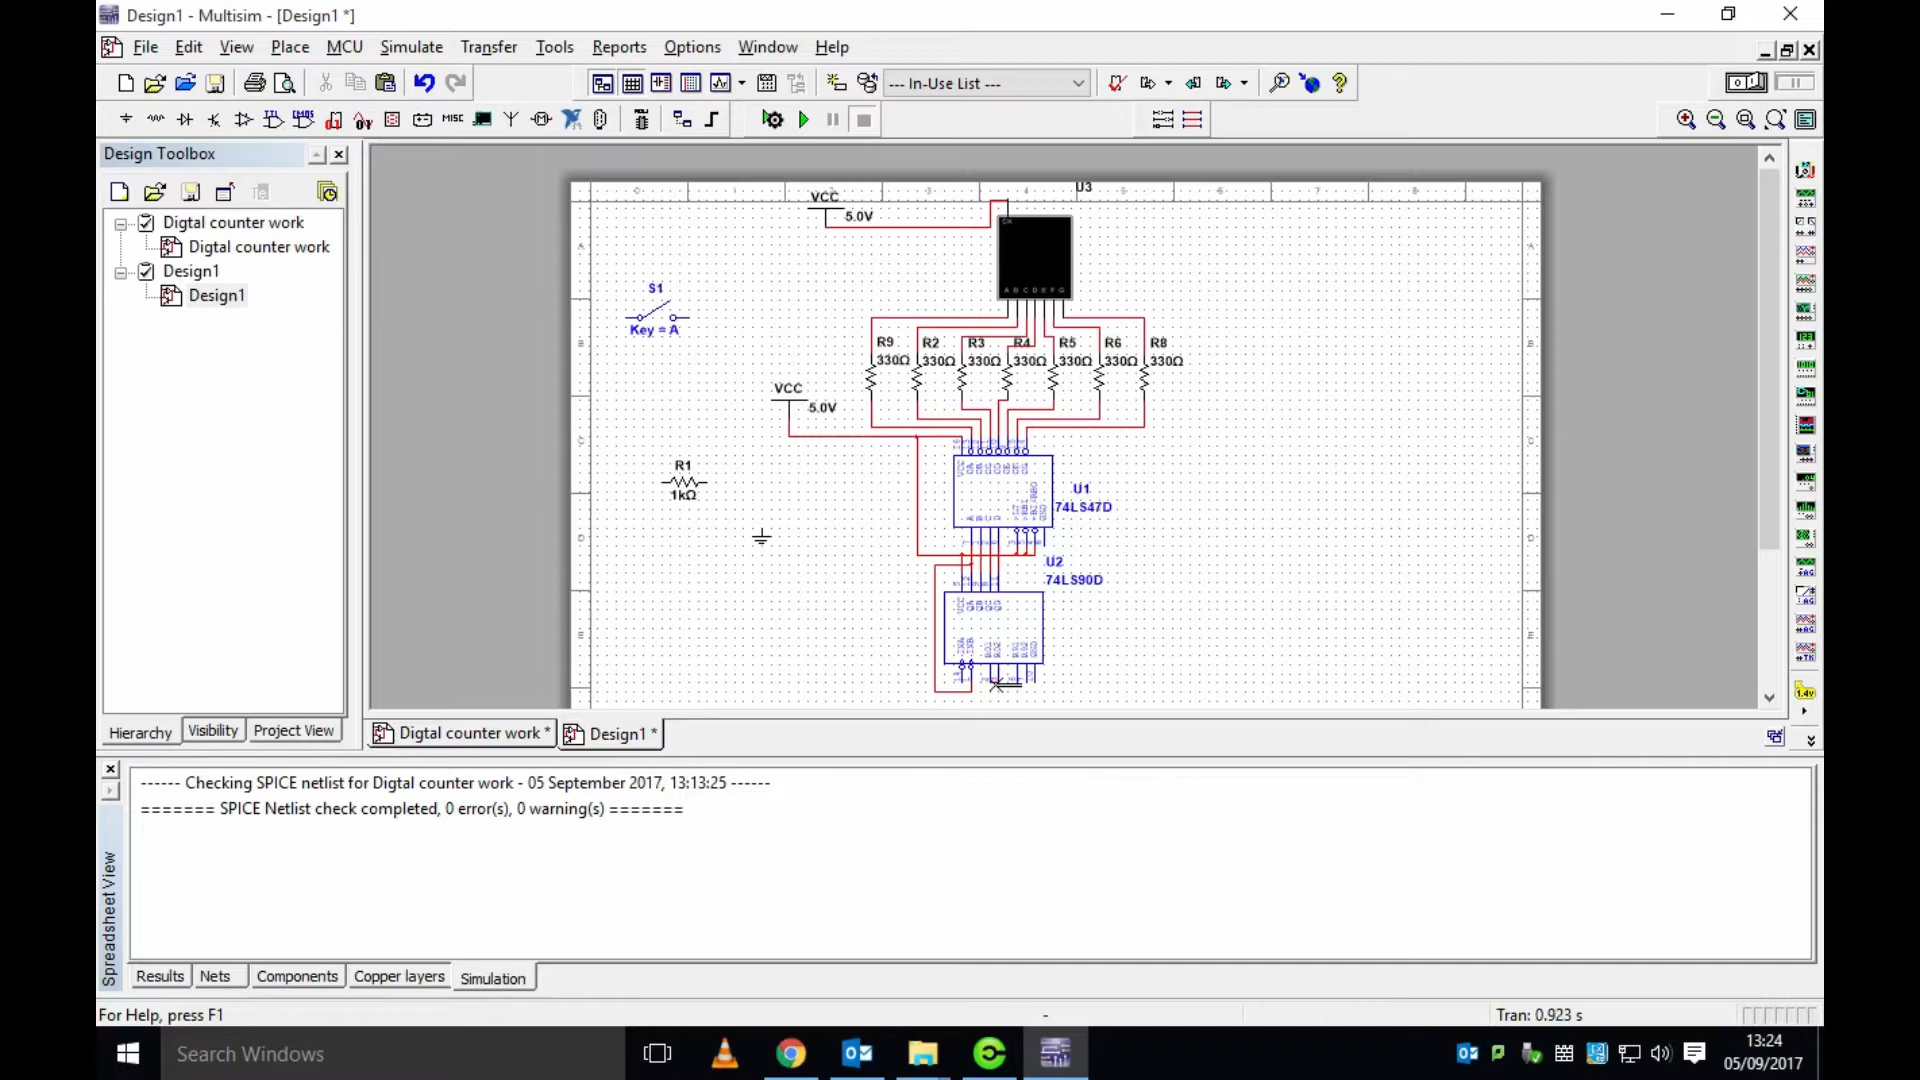 Design1 - Multisim - [Design1 *]
File Edit View Place MCU Simulate Transfer Tools Reports Options Window Help
--- In-Use List ---
MISC
Design Toolbox
Digtal counter work
Digtal counter work
Design1
Design1
Hierarchy Visibility Project View
U3
VCC
5.0V
CA
A B C D E F G
S1
Key = A
R9 R2 R3 R4 R5 R6 R8
330Ω 330Ω 330Ω 330Ω 330Ω 330Ω 330Ω
VCC
5.0V
R1
1kΩ
U1
74LS47D
U2
74LS90D
Digtal counter work * Design1 *
------ Checking SPICE netlist for Digtal counter work - 05 September 2017, 13:13:25 ------
======= SPICE Netlist check completed, 0 error(s), 0 warning(s) =======
Spreadsheet View
Results Nets Components Copper layers Simulation
For Help, press F1
-
Tran: 0.923 s
Search Windows
13:24
05/09/2017